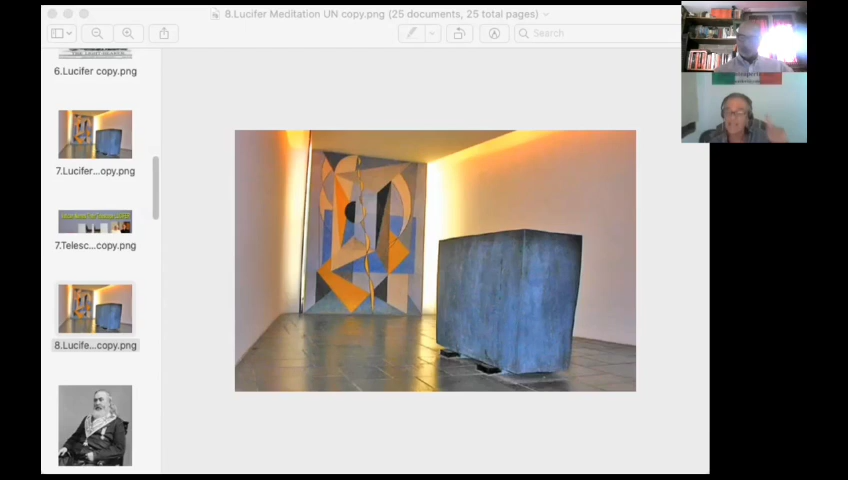 8.Lucifer Meditation UN copy.png (25 documents, 25 total pages)
Search
6.Lucifer copy.png
7.Lucifer...opy.png
7.Telesc...copy.png
8.Lucife...copy.png